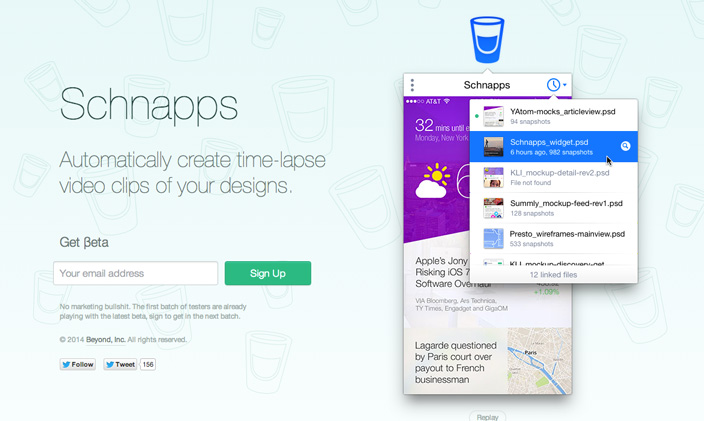 Schnapps
Automatically create time-lapse
video clips of your designs.
Get βeta
Your email address
Sign Up
No marketing bullshit. The first batch of testers are already
playing with the latest beta, sign to get in the next batch.
© 2014 Beyond, Inc. All rights reserved.
Follow
Tweet
156
Schnapps
AT&T
32 mins until
Monday, New York
6
YAtom-mocks_articleview.psd
94 snapshots
Schnapps_widget.psd
6 hours ago, 982 snapshots
KLI_mockup-detail-rev2.psd
File not found
Summly_mockup-feed-rev1.psd
128 snapshots
Presto_wireframes-mainview.psd
533 snapshots
KLI_mockup-discovery-get
12 linked files
Apple's Jony
Risking iOS 7
Software Overhaul
+1.09%
VIA Bloomberg, Ars Technica,
TY Times, Engadget and GigaOM
Lagarde questioned
by Paris court over
payout to French
businessman
Paris
Replay